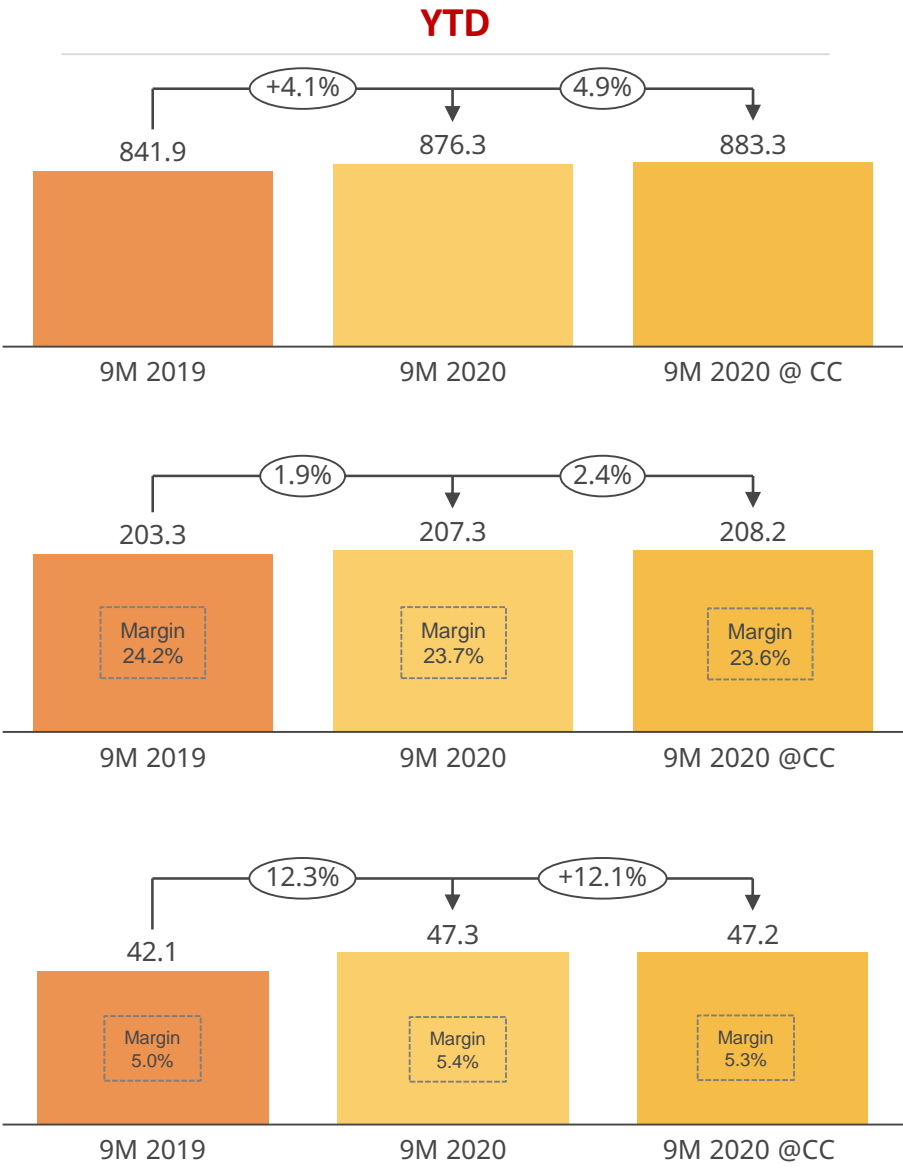 YTD
+4.1%
4.9%
841.9
876.3
883.3
9M 2019
9M 2020
9M 2020 @ CC
1.9%
2.4%
203.3
207.3
208.2
Margin
24.2%
Margin
23.7%
Margin
23.6%
9M 2019
9M 2020
9M 2020 @CC
12.3%
+12.1%
42.1
47.3
47.2
Margin
5.0%
Margin
5.4%
Margin
5.3%
9M 2019
9M 2020
9M 2020 @CC